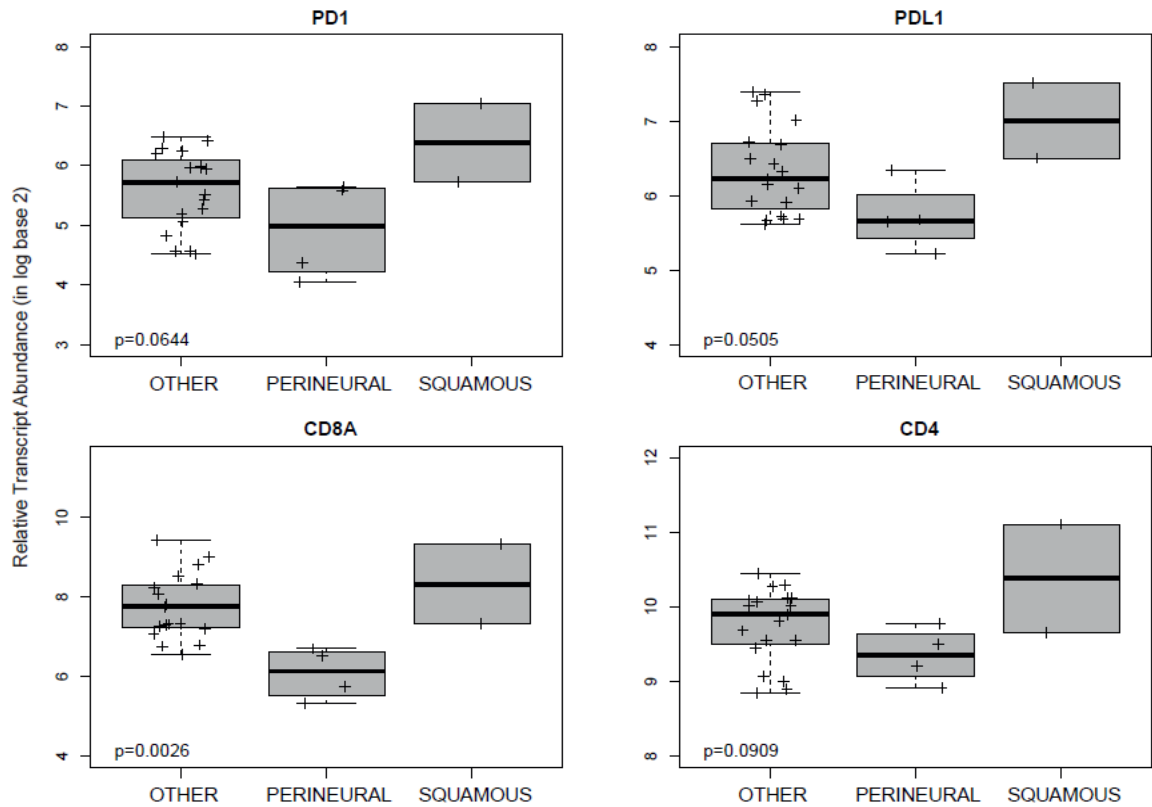 Relative Transcript Abundance (in log base 2)
PD1
8
7
6
5
4
3
p=0.0644
OTHER PERINEURAL SQUAMOUS
PDL1
8
7
6
5
4
p=0.0505
OTHER PERINEURAL SQUAMOUS
CD8A
10
8
6
4
p=0.0026
OTHER PERINEURAL SQUAMOUS
CD4
12
11
10
9
8
p=0.0909
OTHER PERINEURAL SQUAMOUS